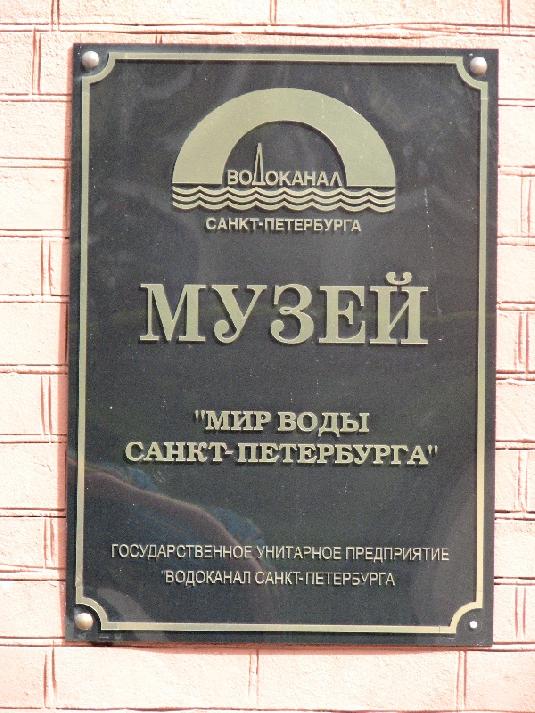 ВОДОКАНАЛ
САНКТ-ПЕТЕРБУРГА
МУЗЕЙ
"МИР ВОДЫ
САНКТ-ПЕТЕРБУРГА"
ГОСУДАРСТВЕННОЕ УНИТАРНОЕ ПРЕДПРИЯТИЕ
"ВОДОКАНАЛ САНКТ-ПЕТЕРБУРГА